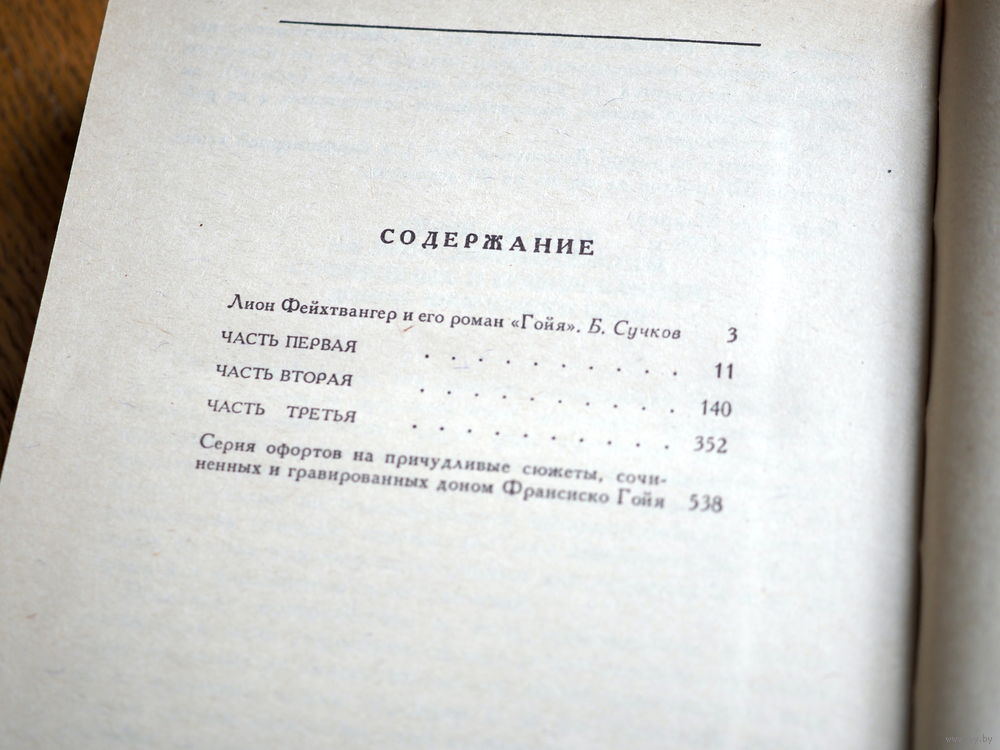 СОДЕРЖАНИЕ
Лион Фейхтвангер и его роман «Гойя». Б. Сучков 3
ЧАСТЬ ПЕРВАЯ . . . . . . . . . . 11
ЧАСТЬ ВТОРАЯ . . . . . . . . . . 140
ЧАСТЬ ТРЕТЬЯ . . . . . . . . . . 352
Серия офортов на причудливые сюжеты, сочи-
ненных и гравированных доном Франсиско Гойя 538